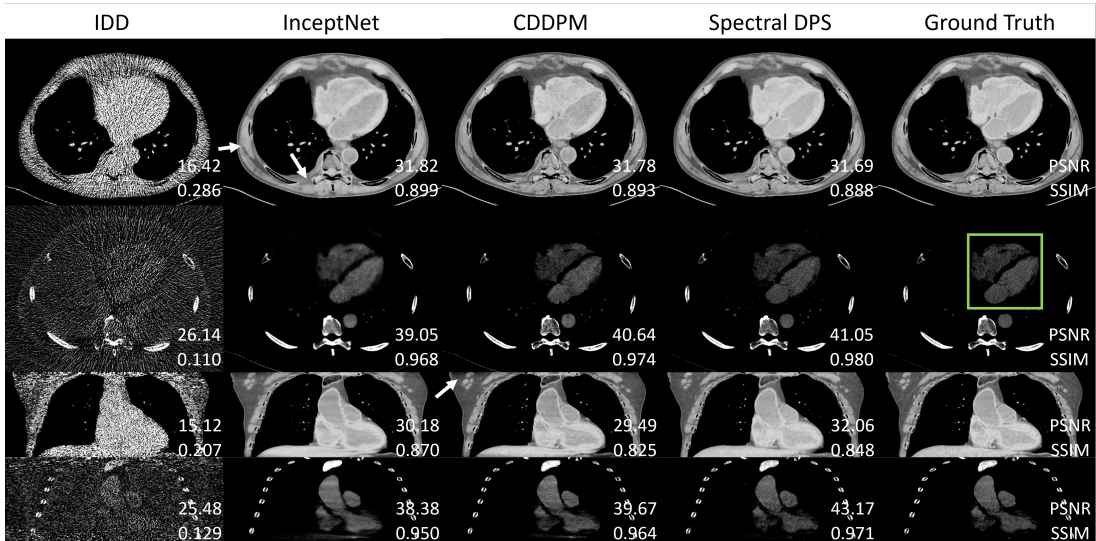 IDD InceptNet CDDPM Spectral DPS Ground Truth
16.42 31.82 31.78 31.69 PSNR
0.286 0.899 0.893 0.888 SSIM
26.14 39.05 40.64 41.05 PSNR
0.110 0.968 0.974 0.980 SSIM
15.12 30.18 29.49 32.06 PSNR
0.207 0.870 0.825 0.848 SSIM
25.48 38.38 39.67 43.17 PSNR
0.129 0.950 0.964 0.971 SSIM